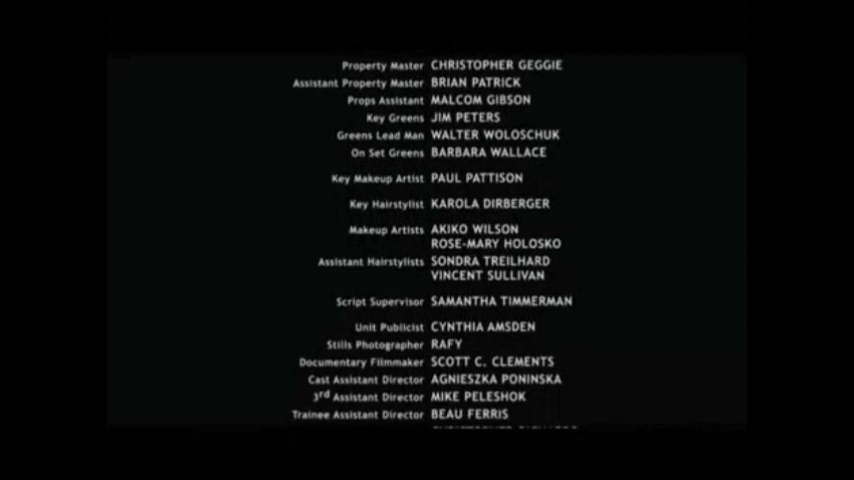 Property Master CHRISTOPHER GEGGIE
Assistant Property Master BRIAN PATRICK
Props Assistant MALCOM GIBSON
Key Greens JIM PETERS
Greens Lead Man WALTER WOLOSCHUK
On Set Greens BARBARA WALLACE
Key Makeup Artist PAUL PATTISON
Key Hairstylist KAROLA DIRBERGER
Makeup Artists AKIKO WILSON
ROSE-MARY HOLOSKO
Assistant Hairstylists SONDRA TREILHARD
VINCENT SULLIVAN
Script Supervisor SAMANTHA TIMMERMAN
Unit Publicist CYNTHIA AMSDEN
Stills Photographer RAFY
Documentary Filmmaker SCOTT C. CLEMENTS
Cast Assistant Director AGNIESZKA PONINSKA
3rd Assistant Director MIKE PELESHOK
Trainee Assistant Director BEAU FERRIS